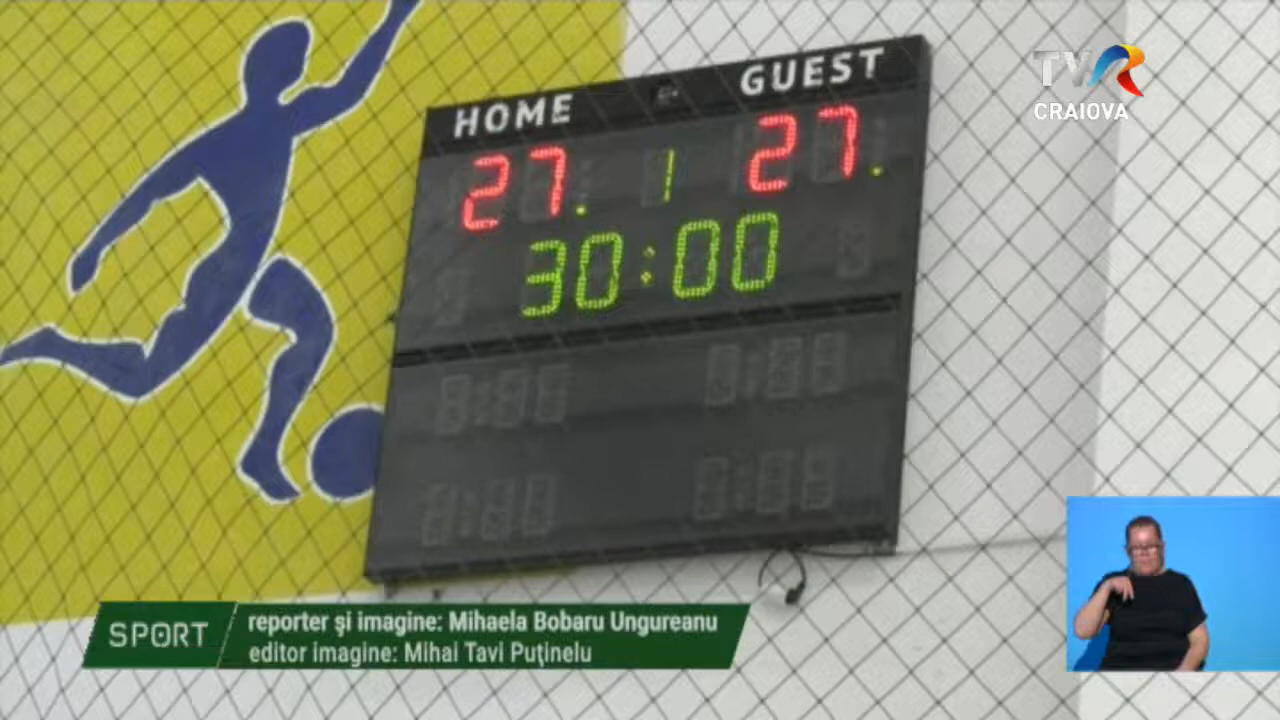 HOME GUEST
27. 1 27.
30:00
TVR
CRAIOVA
SPORT
reporter şi imagine: Mihaela Bobaru Ungureanu
editor imagine: Mihai Tavi Puţinelu